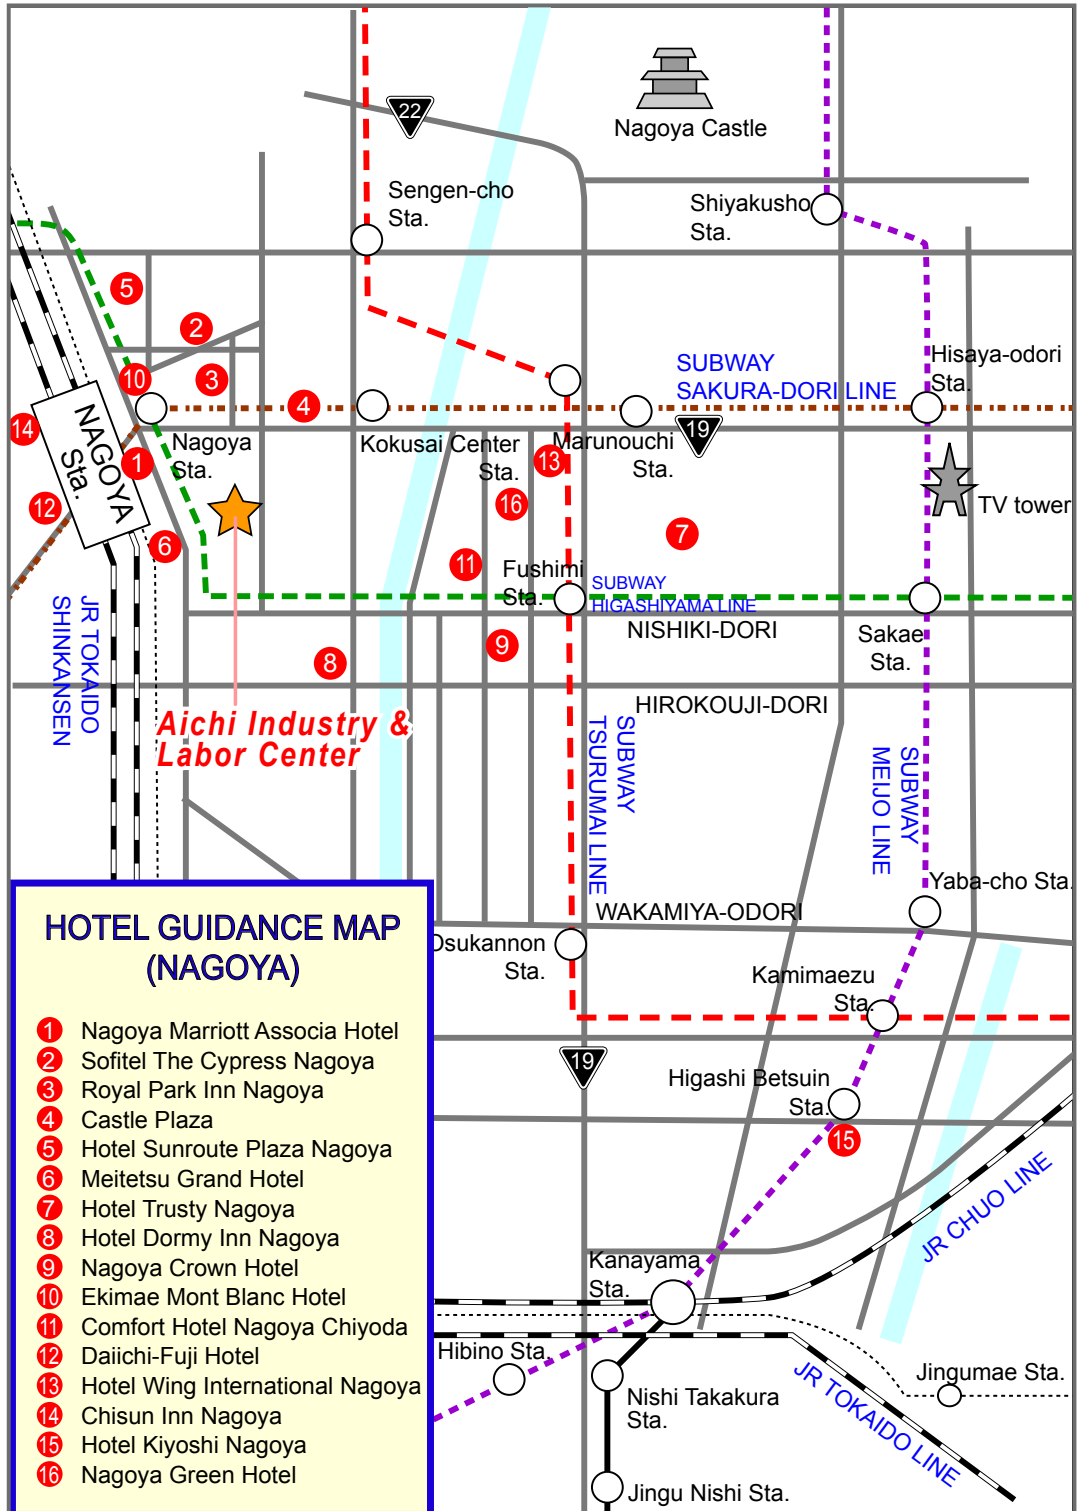 22
Nagoya Castle
Sengen-cho
Sta.
Shiyakusho
Sta.
5
2
10
3
4
SUBWAY
SAKURA-DORI LINE
Hisaya-odori
Sta.
14
NAGOYA
Sta.
1
Nagoya
Sta.
Kokusai Center
Sta.
13
Marunouchi
Sta.
19
12
16
7
TV tower
6
11
Fushimi
Sta.
SUBWAY
HIGASHIYAMA LINE
NISHIKI-DORI
Sakae
Sta.
JR TOKAIDO
SHINKANSEN
8
9
HIROKOUJI-DORI
Aichi Industry &
Labor Center
SUBWAY
TSURUMAI LINE
SUBWAY
MEIJO LINE
Yaba-cho Sta.
WAKAMIYA-ODORI
Osukannon
Sta.
Kamimaezu
Sta.
19
Higashi Betsuin
Sta.
15
JR CHUO LINE
Kanayama
Sta.
Hibino Sta.
Nishi Takakura
Sta.
JR TOKAIDO LINE
Jingumae Sta.
Jingu Nishi Sta.
HOTEL GUIDANCE MAP
(NAGOYA)
1 Nagoya Marriott Associa Hotel
2 Sofitel The Cypress Nagoya
3 Royal Park Inn Nagoya
4 Castle Plaza
5 Hotel Sunroute Plaza Nagoya
6 Meitetsu Grand Hotel
7 Hotel Trusty Nagoya
8 Hotel Dormy Inn Nagoya
9 Nagoya Crown Hotel
10 Ekimae Mont Blanc Hotel
11 Comfort Hotel Nagoya Chiyoda
12 Daiichi-Fuji Hotel
13 Hotel Wing International Nagoya
14 Chisun Inn Nagoya
15 Hotel Kiyoshi Nagoya
16 Nagoya Green Hotel